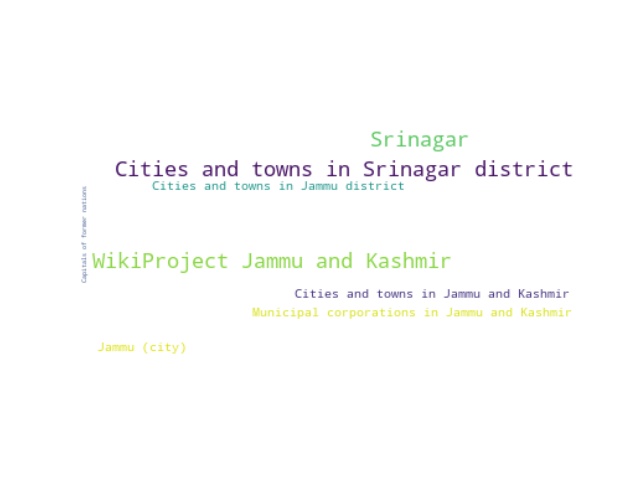 Srinagar
Cities and towns in Srinagar district
Cities and towns in Jammu district
Capitals of former nations
WikiProject Jammu and Kashmir
Cities and towns in Jammu and Kashmir
Municipal corporations in Jammu and Kashmir
Jammu (city)